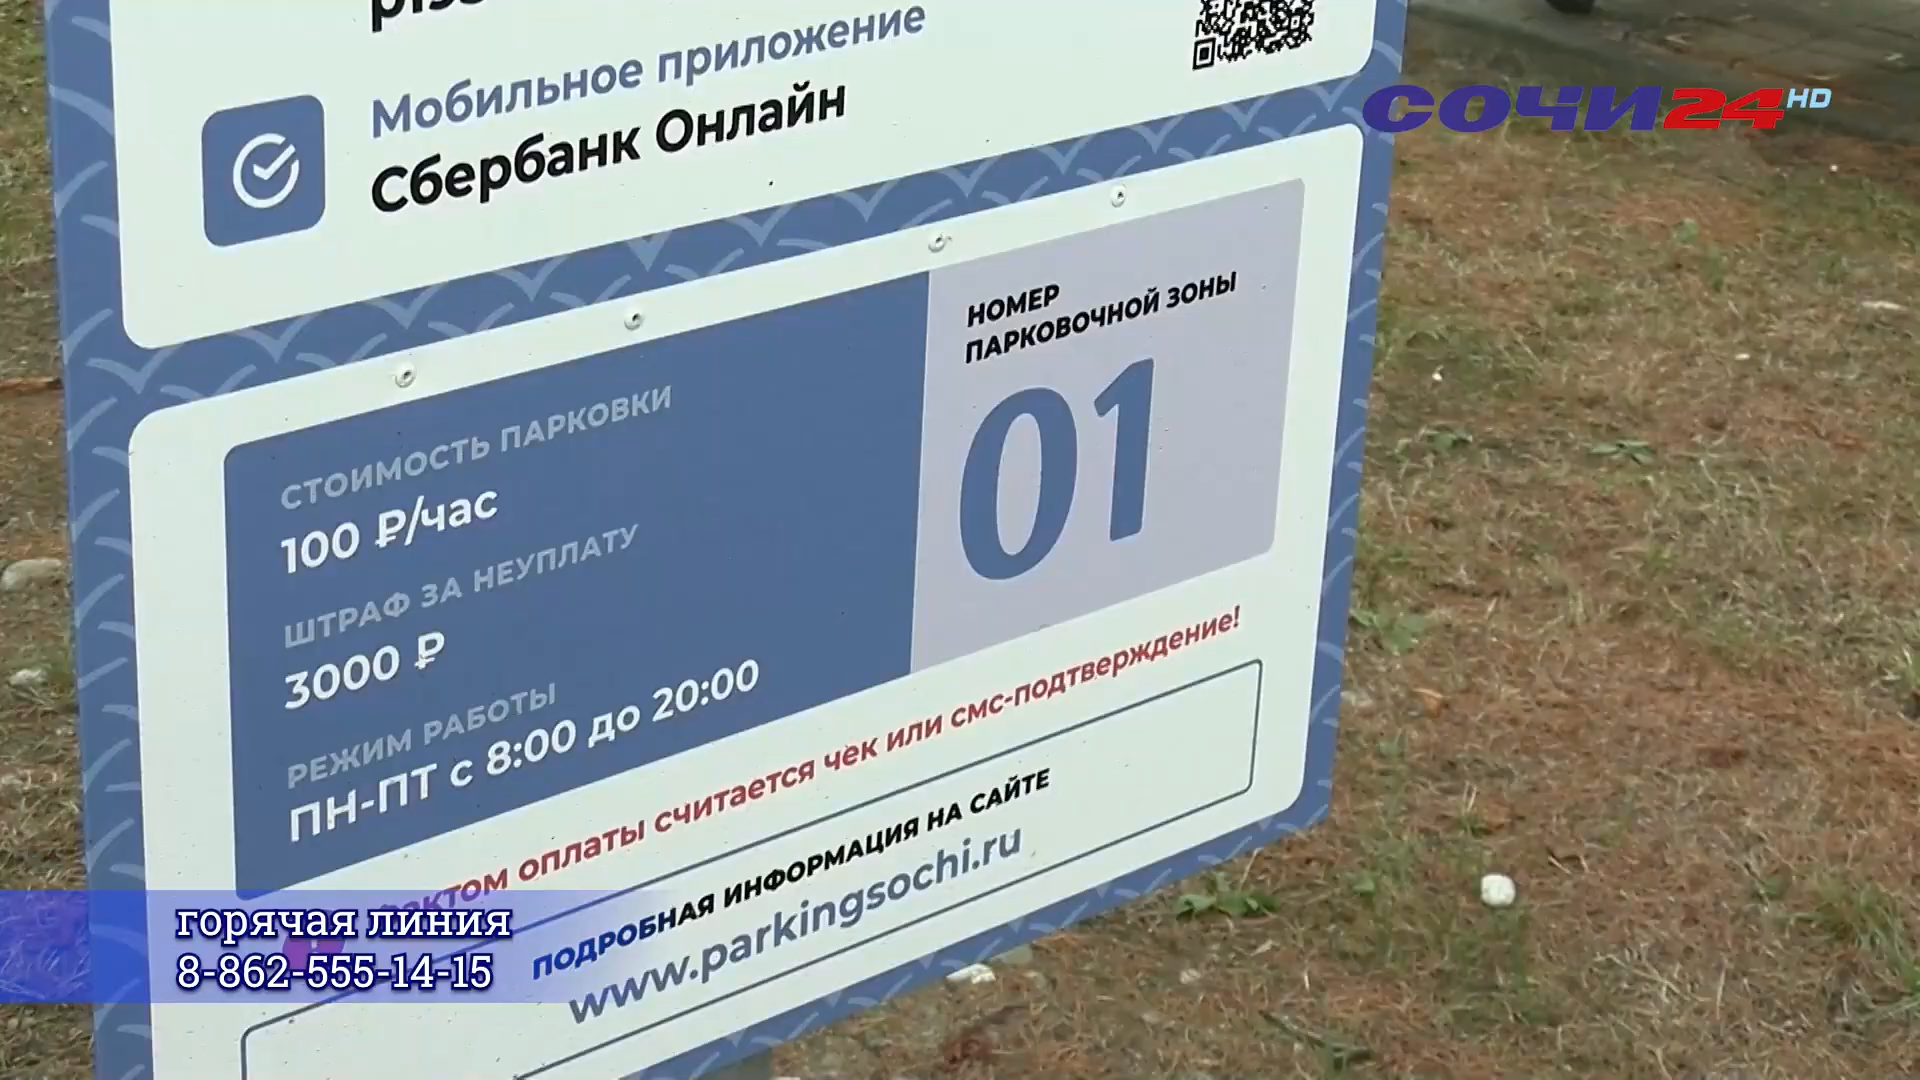 Мобильное приложение
Сбербанк Онлайн
СОЧИ24 HD
НОМЕР
ПАРКОВОЧНОЙ ЗОНЫ
01
СТОИМОСТЬ ПАРКОВКИ
100 ₽/час
ШТРАФ ЗА НЕУПЛАТУ
3000 ₽
РЕЖИМ РАБОТЫ
ПН-ПТ с 8:00 до 20:00
Фактом оплаты считается чек или смс-подтверждение!
ПОДРОБНАЯ ИНФОРМАЦИЯ НА САЙТЕ
www.parkingsochi.ru
горячая линия
8-862-555-14-15